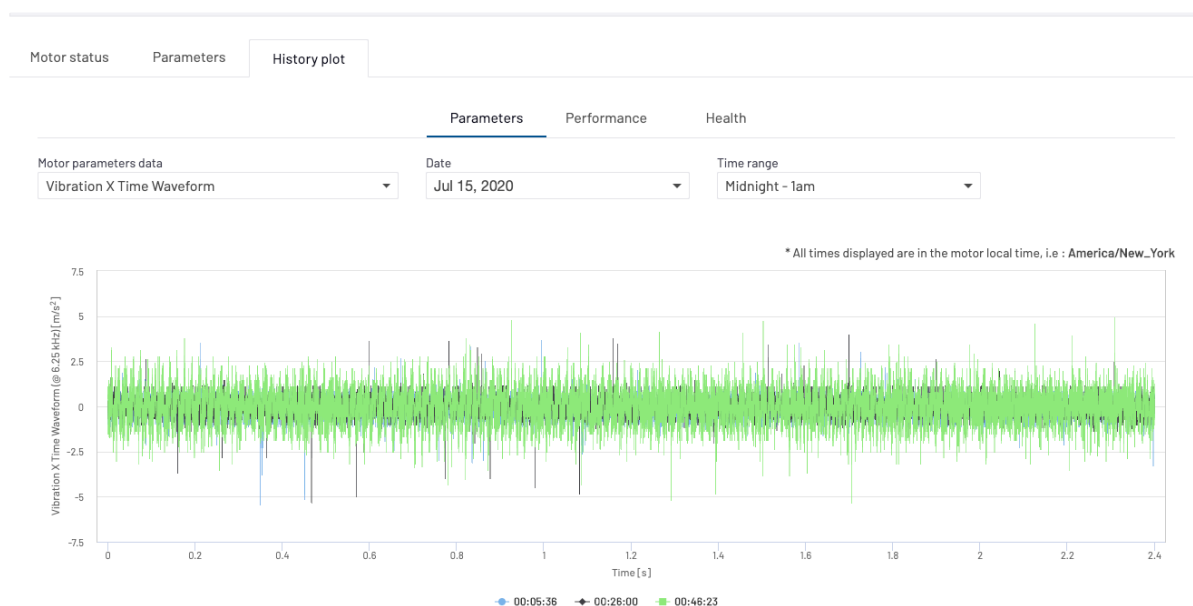 Motor status Parameters History plot
Parameters Performance Health
Motor parameters data Date Time range
Vibration X Time Waveform Jul 15, 2020 Midnight - 1am
* All times displayed are in the motor local time, i.e : America/New_York
Vibration X Time Waveform (@ 6.25 kHz) [m/s²]
7.5
5
2.5
0
-2.5
-5
-7.5
0 0.2 0.4 0.6 0.8 1 1.2 1.4 1.6 1.8 2 2.2 2.4
Time [s]
00:05:36 00:26:00 00:46:23